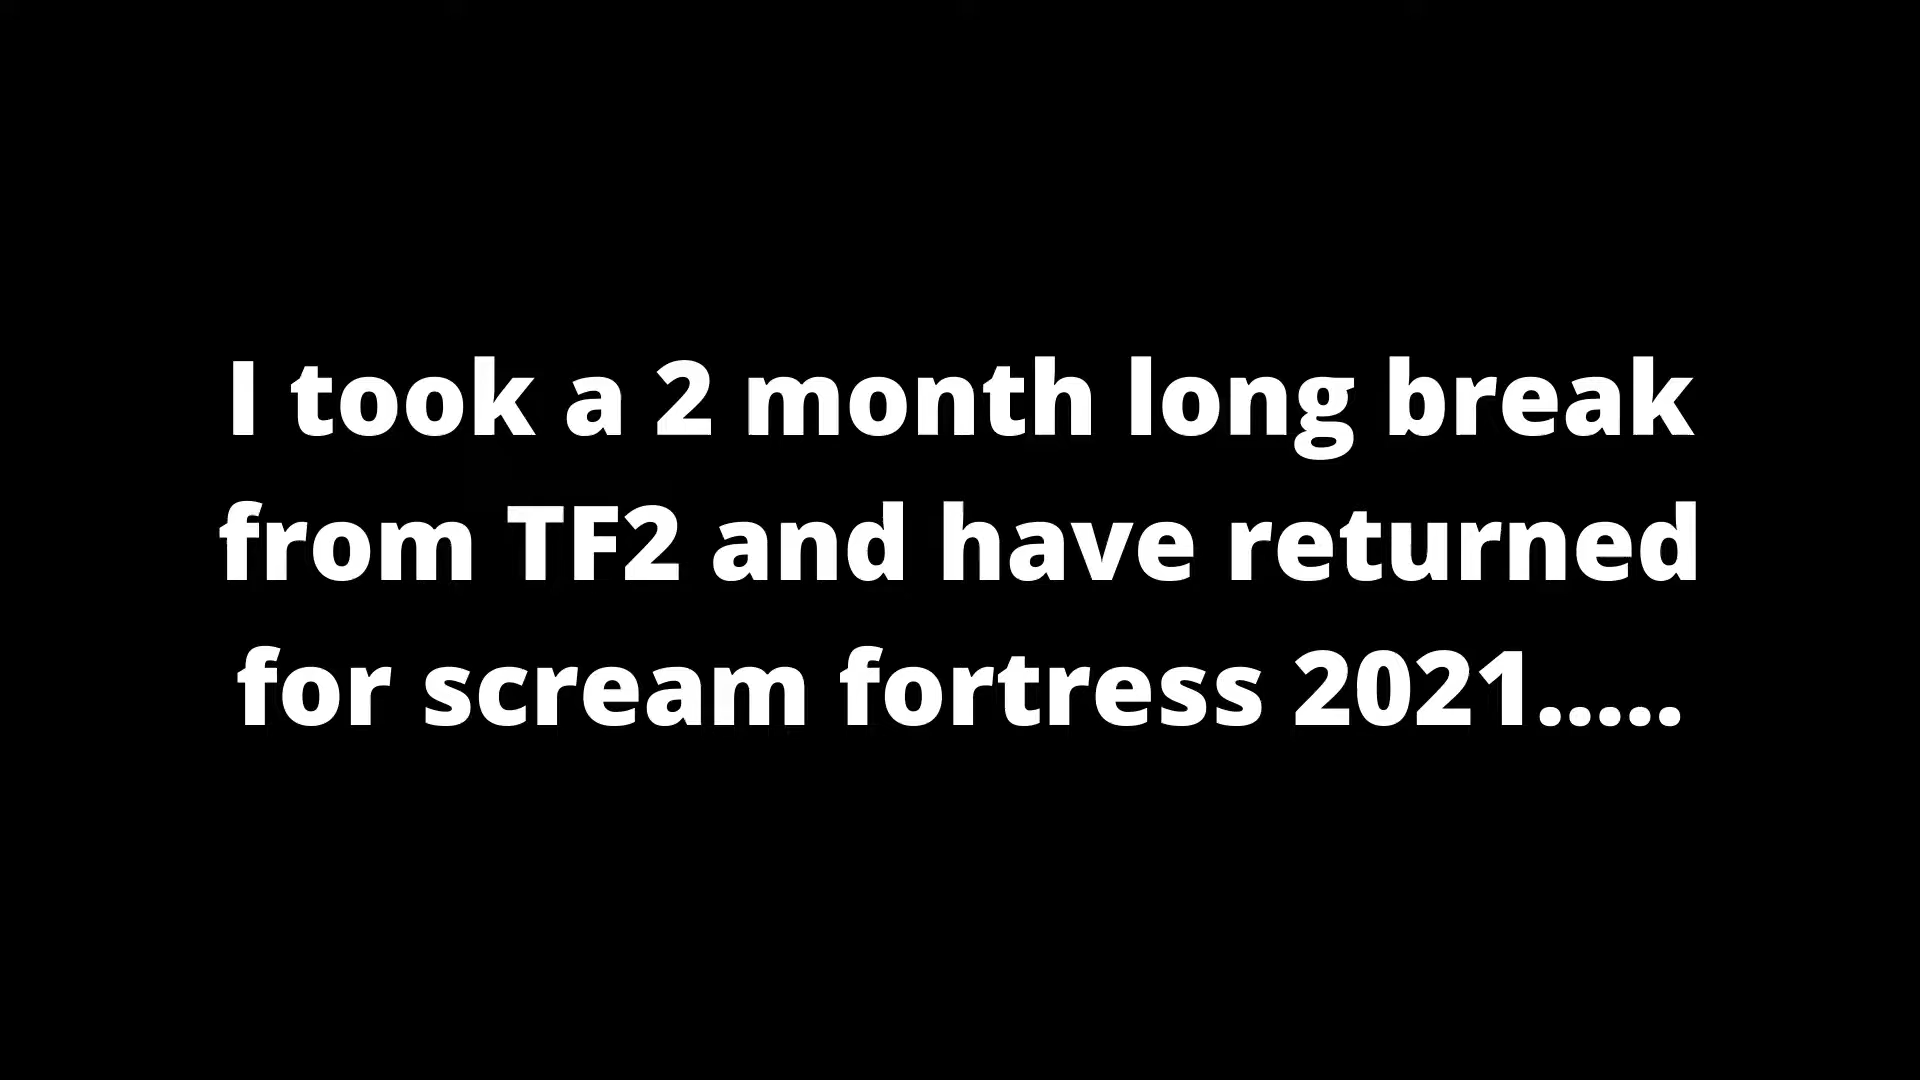 I took a 2 month long break
from TF2 and have returned
for scream fortress 2021.....